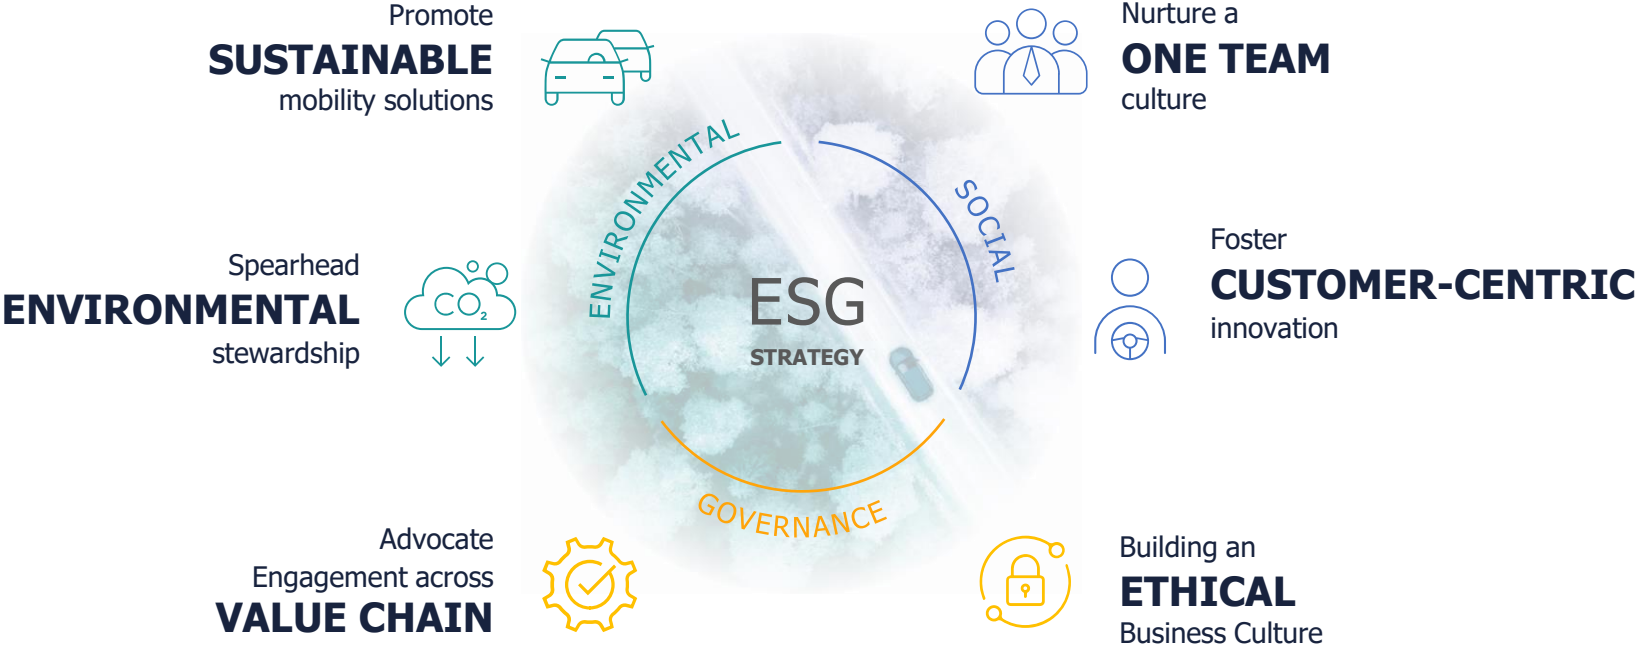 Promote
SUSTAINABLE
mobility solutions
Nurture a
ONE TEAM
culture
ENVIRONMENTAL
SOCIAL
Spearhead
ENVIRONMENTAL
stewardship
CO₂
ESG
STRATEGY
Foster
CUSTOMER-CENTRIC
innovation
GOVERNANCE
Advocate
Engagement across
VALUE CHAIN
Building an
ETHICAL
Business Culture